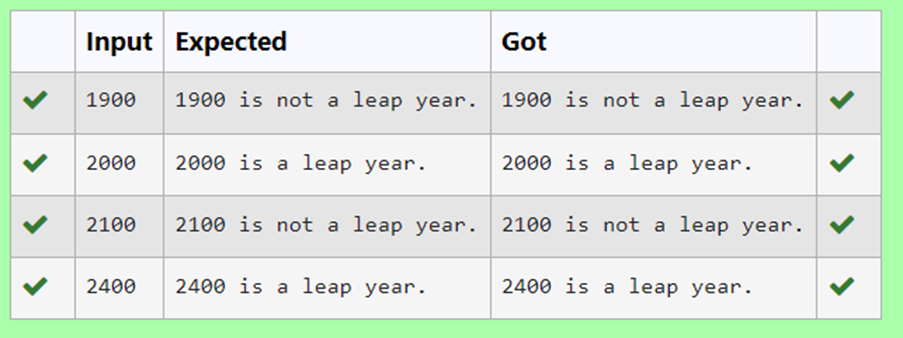 Input Expected Got
1900 1900 is not a leap year. 1900 is not a leap year.
2000 2000 is a leap year. 2000 is a leap year.
2100 2100 is not a leap year. 2100 is not a leap year.
2400 2400 is a leap year. 2400 is a leap year.